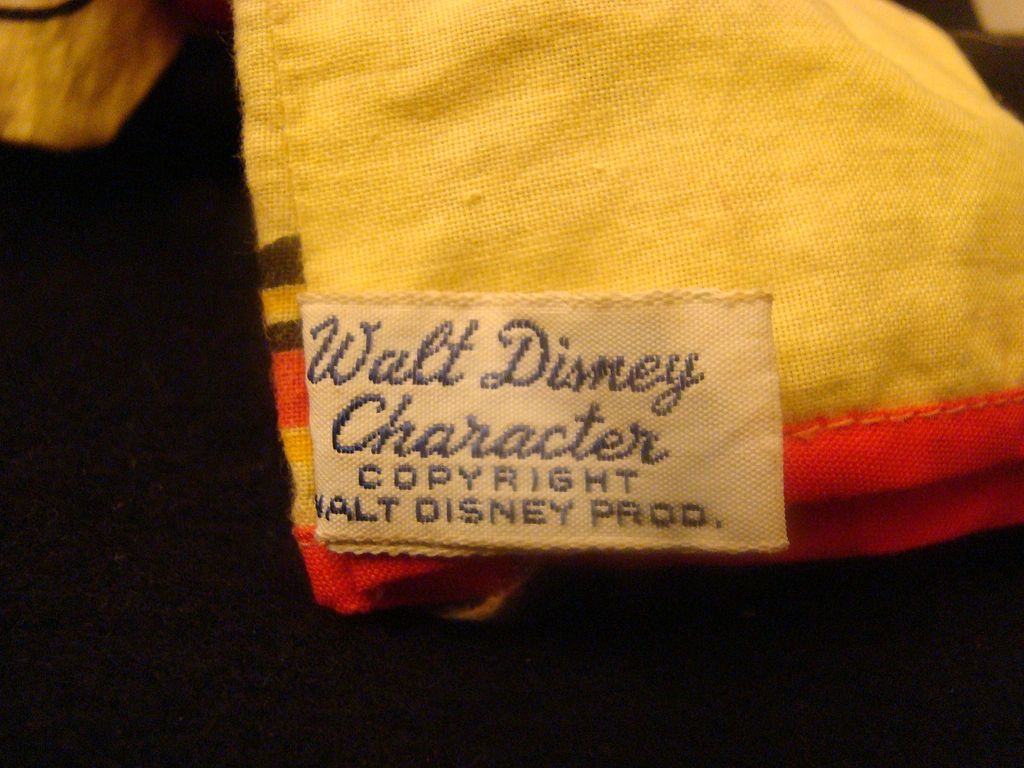 Walt Disney
Character
COPYRIGHT
WALT DISNEY PROD.